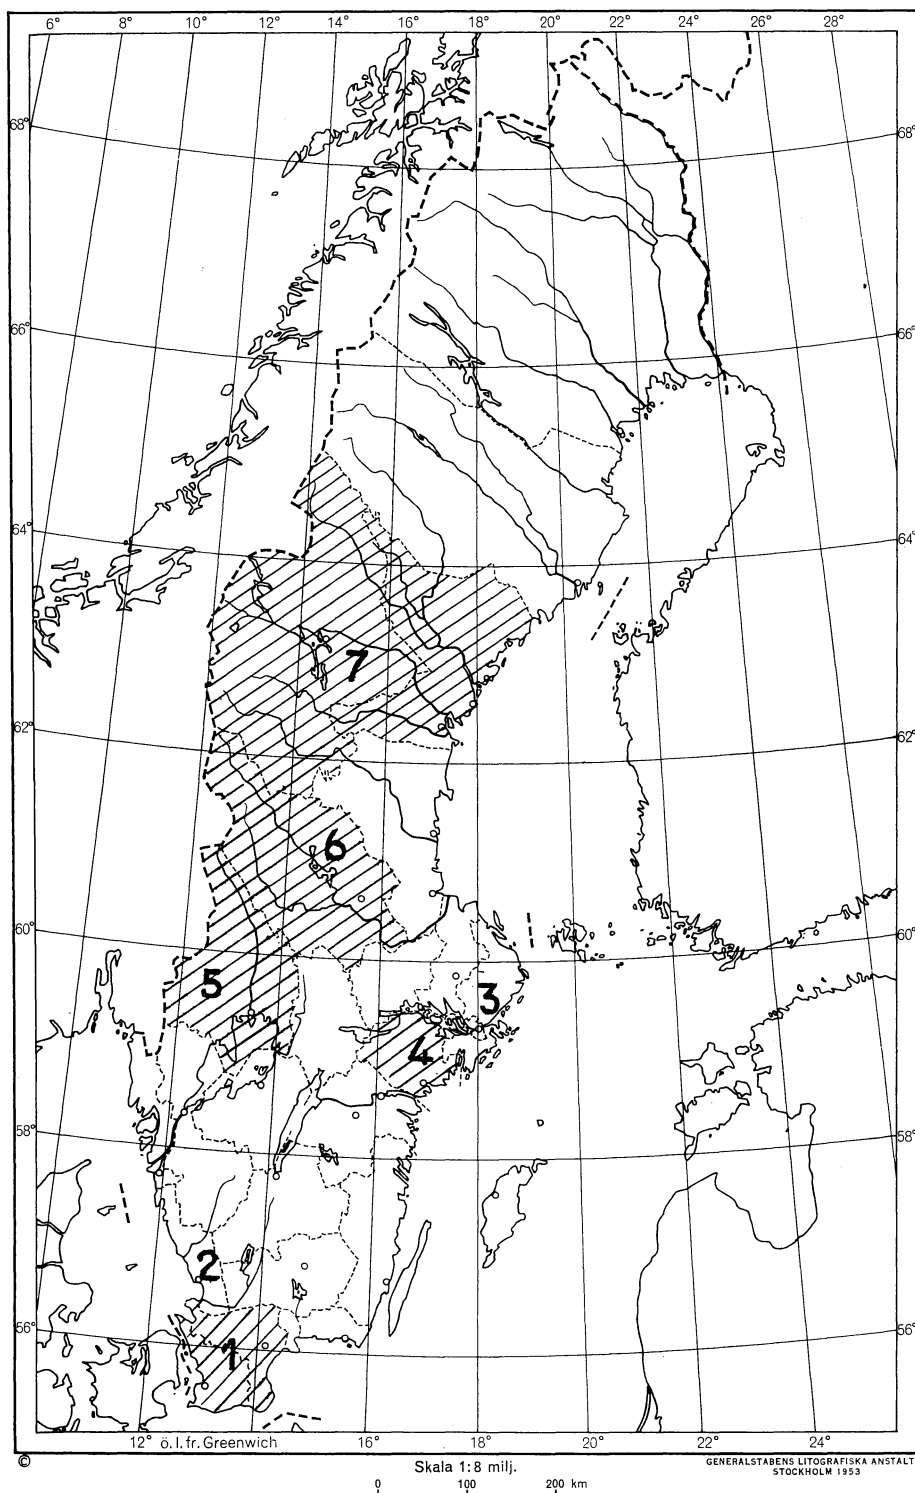 6° 8° 10° 12° 14° 16° 18° 20° 22° 24° 26° 28°
68° 68°
66° 66°
64° 64°
7
62° 62°
6
60° 60°
5 3
4
58° 58°
2
56° 56°
1
12° ö. l. fr. Greenwich 16° 18° 20° 22° 24°
© Skala 1:8 milj. GENERALSTABENS LITOGRAFISKA ANSTALT
STOCKHOLM 1953
0 100 200 km